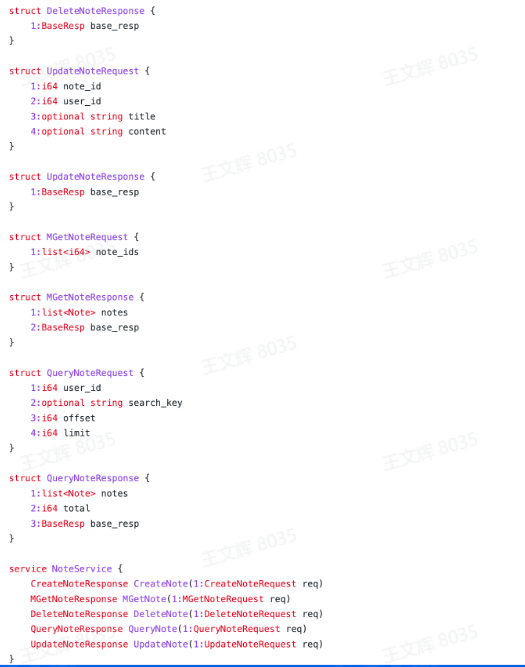 struct DeleteNoteResponse {
    1:BaseResp base_resp
}
struct UpdateNoteRequest {
    1:i64 note_id
    2:i64 user_id
    3:optional string title
    4:optional string content
}
struct UpdateNoteResponse {
    1:BaseResp base_resp
}
struct MGetNoteRequest {
    1:list<i64> note_ids
}
struct MGetNoteResponse {
    1:list<Note> notes
    2:BaseResp base_resp
}
struct QueryNoteRequest {
    1:i64 user_id
    2:optional string search_key
    3:i64 offset
    4:i64 limit
}
struct QueryNoteResponse {
    1:list<Note> notes
    2:i64 total
    3:BaseResp base_resp
}
service NoteService {
    CreateNoteResponse CreateNote(1:CreateNoteRequest req)
    MGetNoteResponse MGetNote(1:MGetNoteRequest req)
    DeleteNoteResponse DeleteNote(1:DeleteNoteRequest req)
    QueryNoteResponse QueryNote(1:QueryNoteRequest req)
    UpdateNoteResponse UpdateNote(1:UpdateNoteRequest req)
}
王文辉 8035
王文辉 8035
王文辉 8035
王文辉 8035
王文辉 8035
王文辉 8035
王文辉 8035
王文辉 8035
王文辉 8035
王文辉 8035